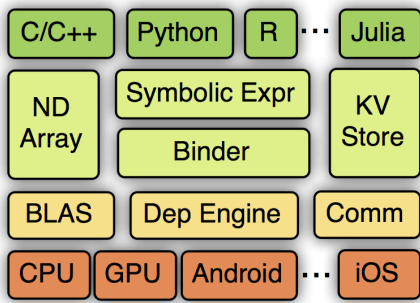 C/C++ Python R ... Julia
ND Array
Symbolic Expr
Binder
KV Store
BLAS Dep Engine Comm
CPU GPU Android ... iOS